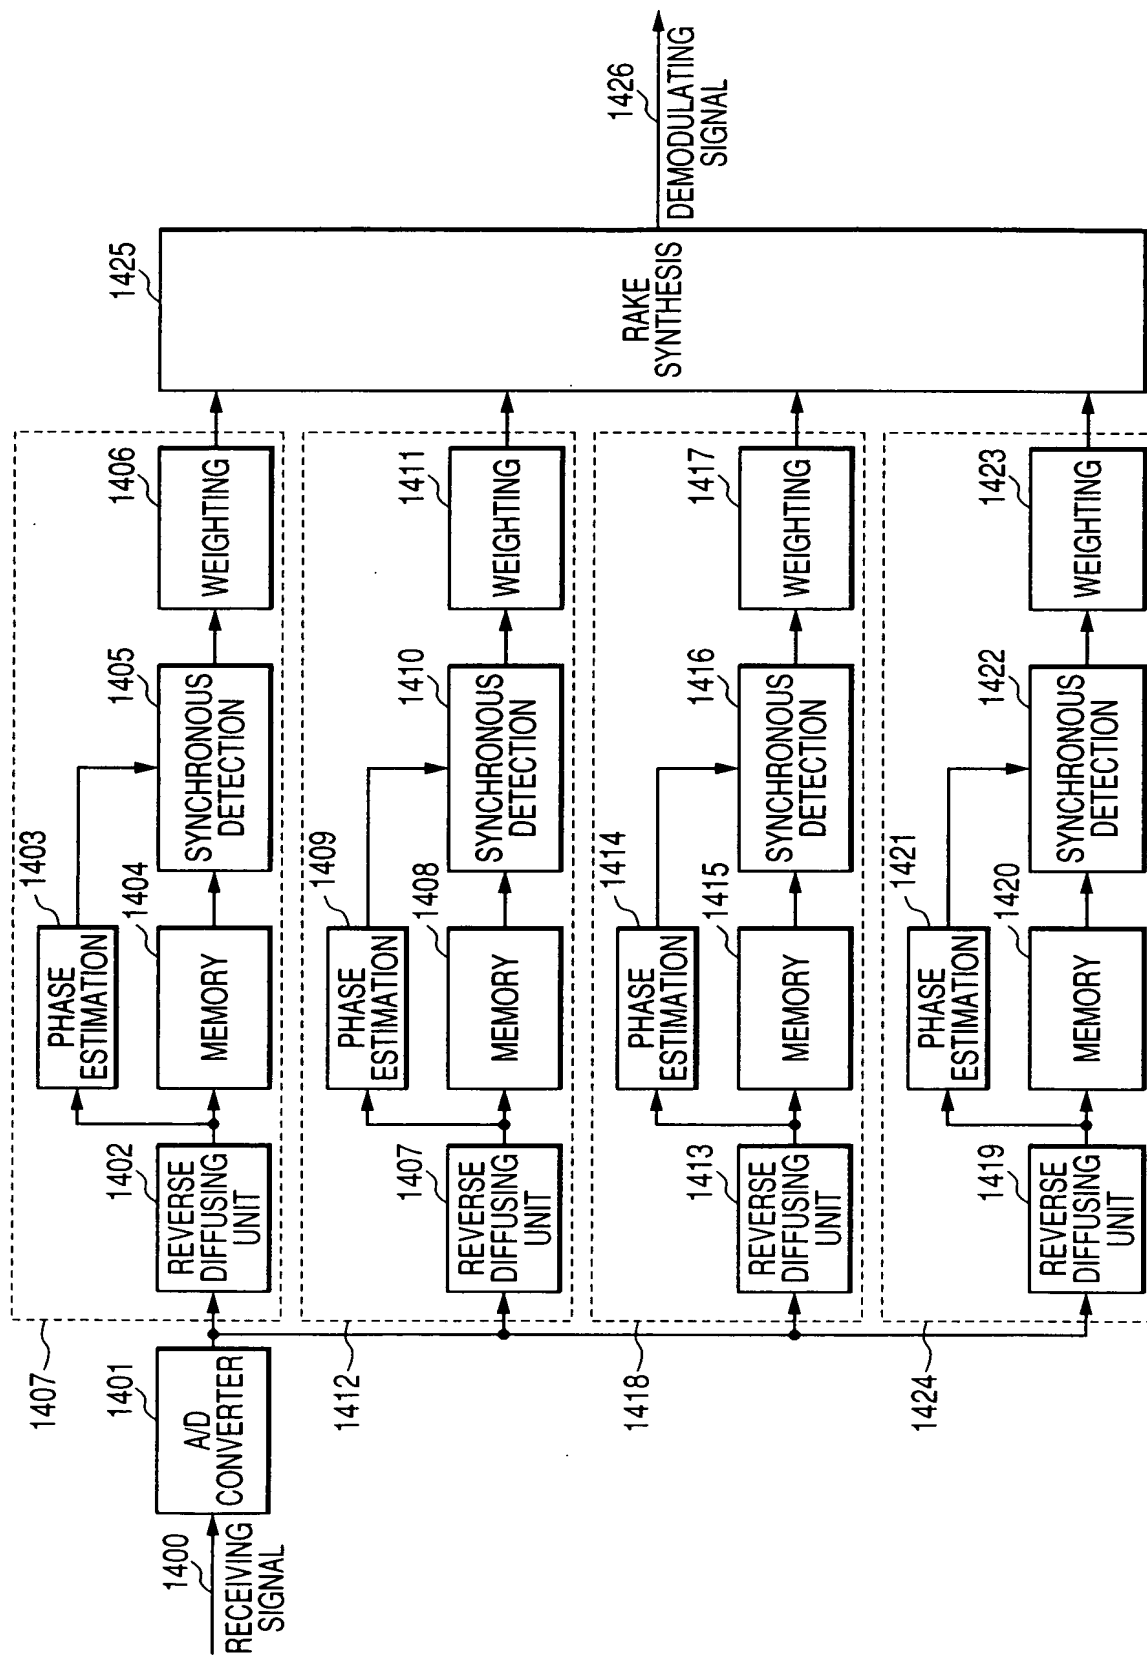 1400
RECEIVING
SIGNAL
1401
A/D
CONVERTER
1407
1402
REVERSE
DIFFUSING
UNIT
1403
PHASE
ESTIMATION
1404
MEMORY
1405
SYNCHRONOUS
DETECTION
1406
WEIGHTING
1412
1407
REVERSE
DIFFUSING
UNIT
1409
PHASE
ESTIMATION
1408
MEMORY
1410
SYNCHRONOUS
DETECTION
1411
WEIGHTING
1418
1413
REVERSE
DIFFUSING
UNIT
1414
PHASE
ESTIMATION
1415
MEMORY
1416
SYNCHRONOUS
DETECTION
1417
WEIGHTING
1424
1419
REVERSE
DIFFUSING
UNIT
1421
PHASE
ESTIMATION
1420
MEMORY
1422
SYNCHRONOUS
DETECTION
1423
WEIGHTING
1425
RAKE
SYNTHESIS
1426
DEMODULATING
SIGNAL